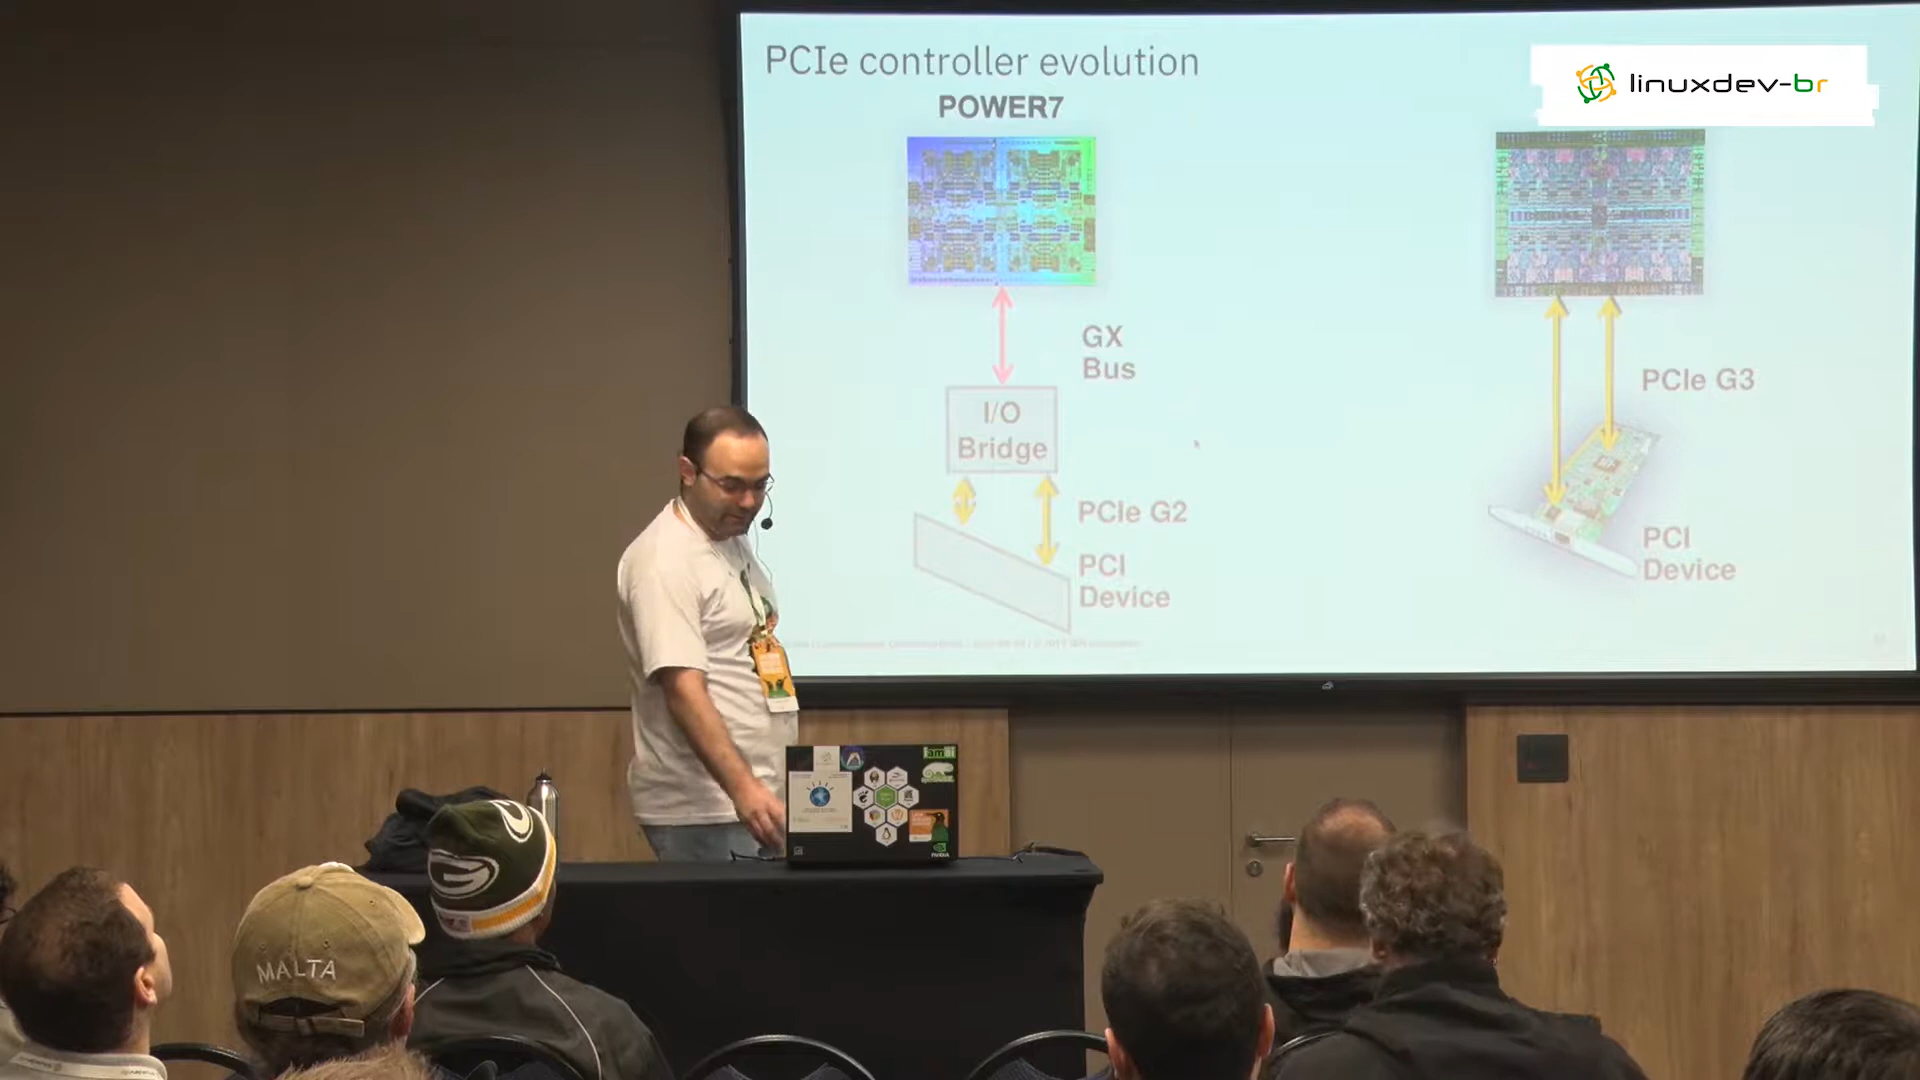 PCIe controller evolution
linuxdev-br
POWER7
GX
Bus
I/O
Bridge
PCIe G2
PCI
Device
PCIe G3
PCI
Device
MALTA